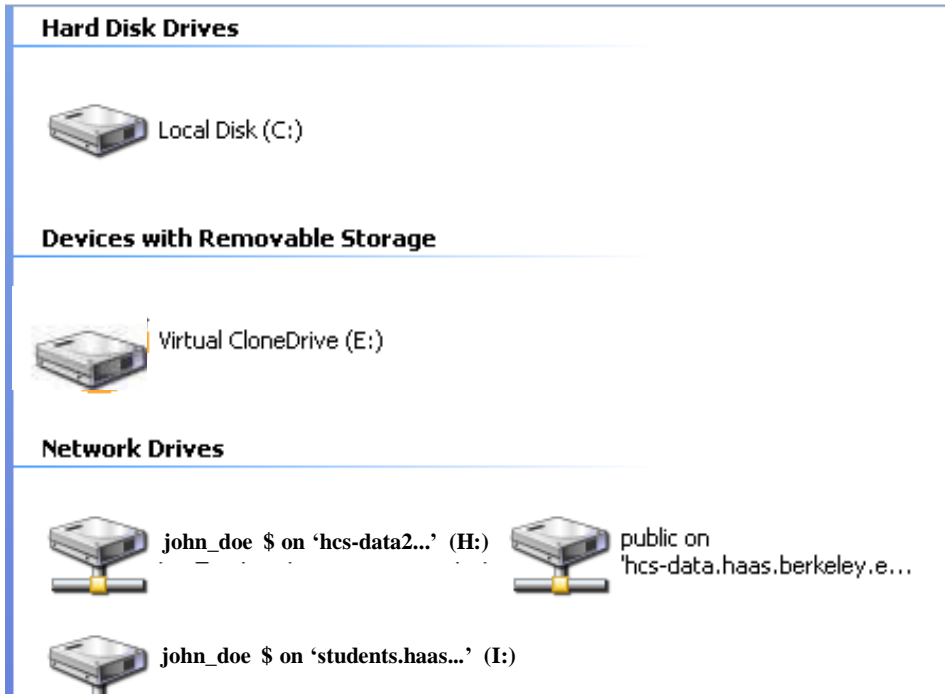 Hard Disk Drives
Local Disk (C:)
Devices with Removable Storage
Virtual CloneDrive (E:)
Network Drives
john_doe $ on ‘hcs-data2...’ (H:)
public on
'hcs-data.haas.berkeley.e...
john_doe $ on ‘students.haas...’ (I:)